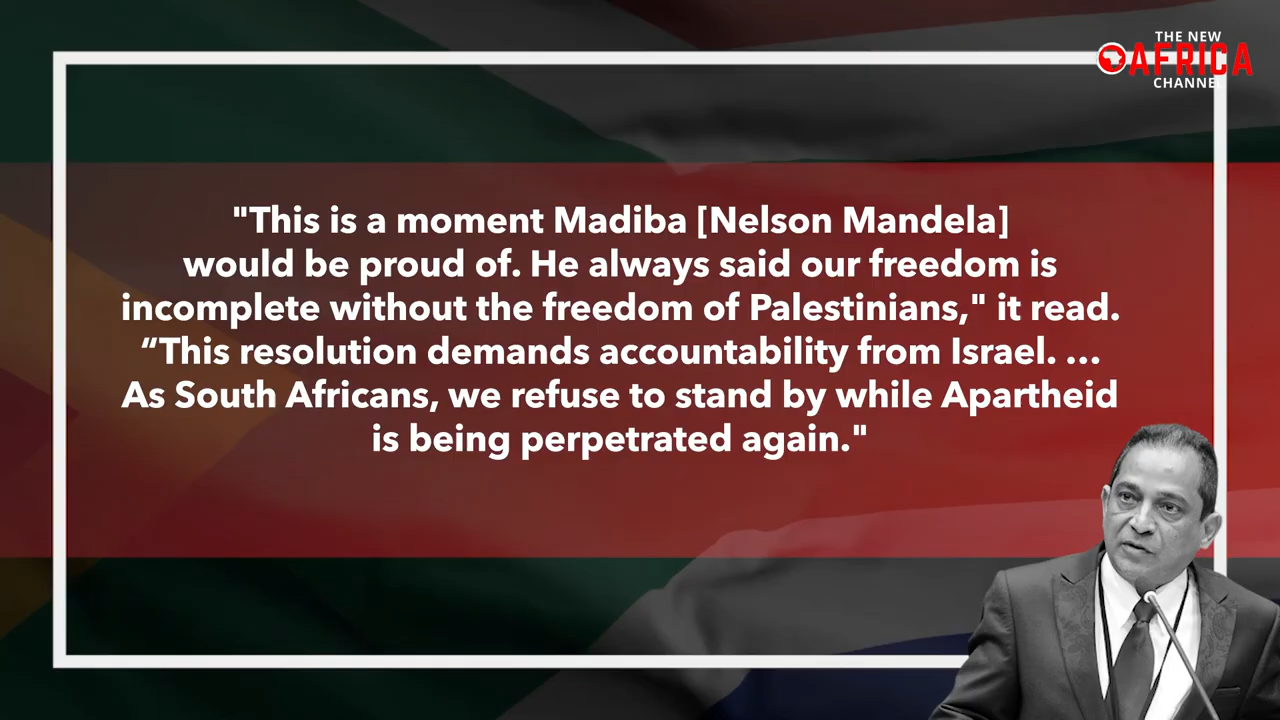 THE NEW
AFRICA
CHANNEL
"This is a moment Madiba [Nelson Mandela]
would be proud of. He always said our freedom is
incomplete without the freedom of Palestinians," it read.
“This resolution demands accountability from Israel. ...
As South Africans, we refuse to stand by while Apartheid
is being perpetrated again."